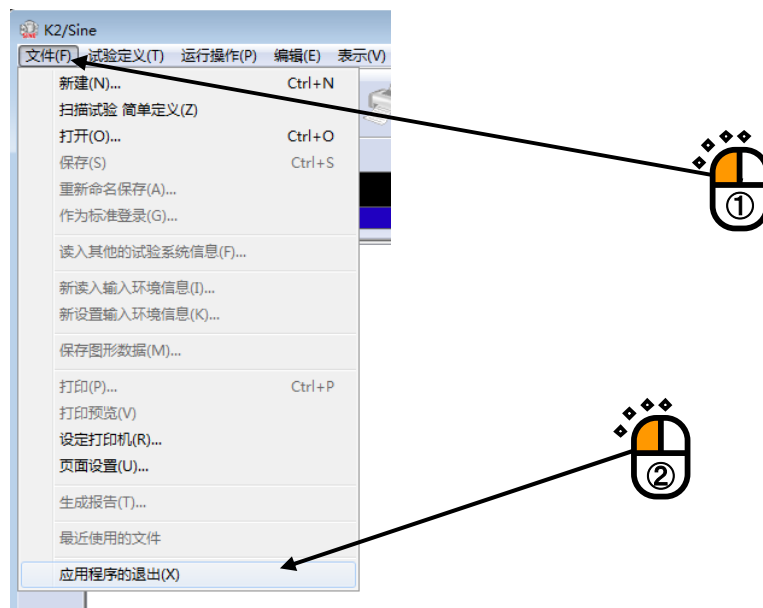 K2/Sine
文件(F) 试验定义(T) 运行操作(P) 编辑(E) 表示(V)
新建(N)... Ctrl+N
扫描试验 简单定义(Z)
打开(O)... Ctrl+O
保存(S) Ctrl+S
重新命名保存(A)...
作为标准登录(G)...
读入其他的试验系统信息(F)...
新读入输入环境信息(I)...
新设置输入环境信息(K)...
保存图形数据(M)...
打印(P)... Ctrl+P
打印预览(V)
设定打印机(R)...
页面设置(U)...
生成报告(T)...
最近使用的文件
应用程序的退出(X)
①
②